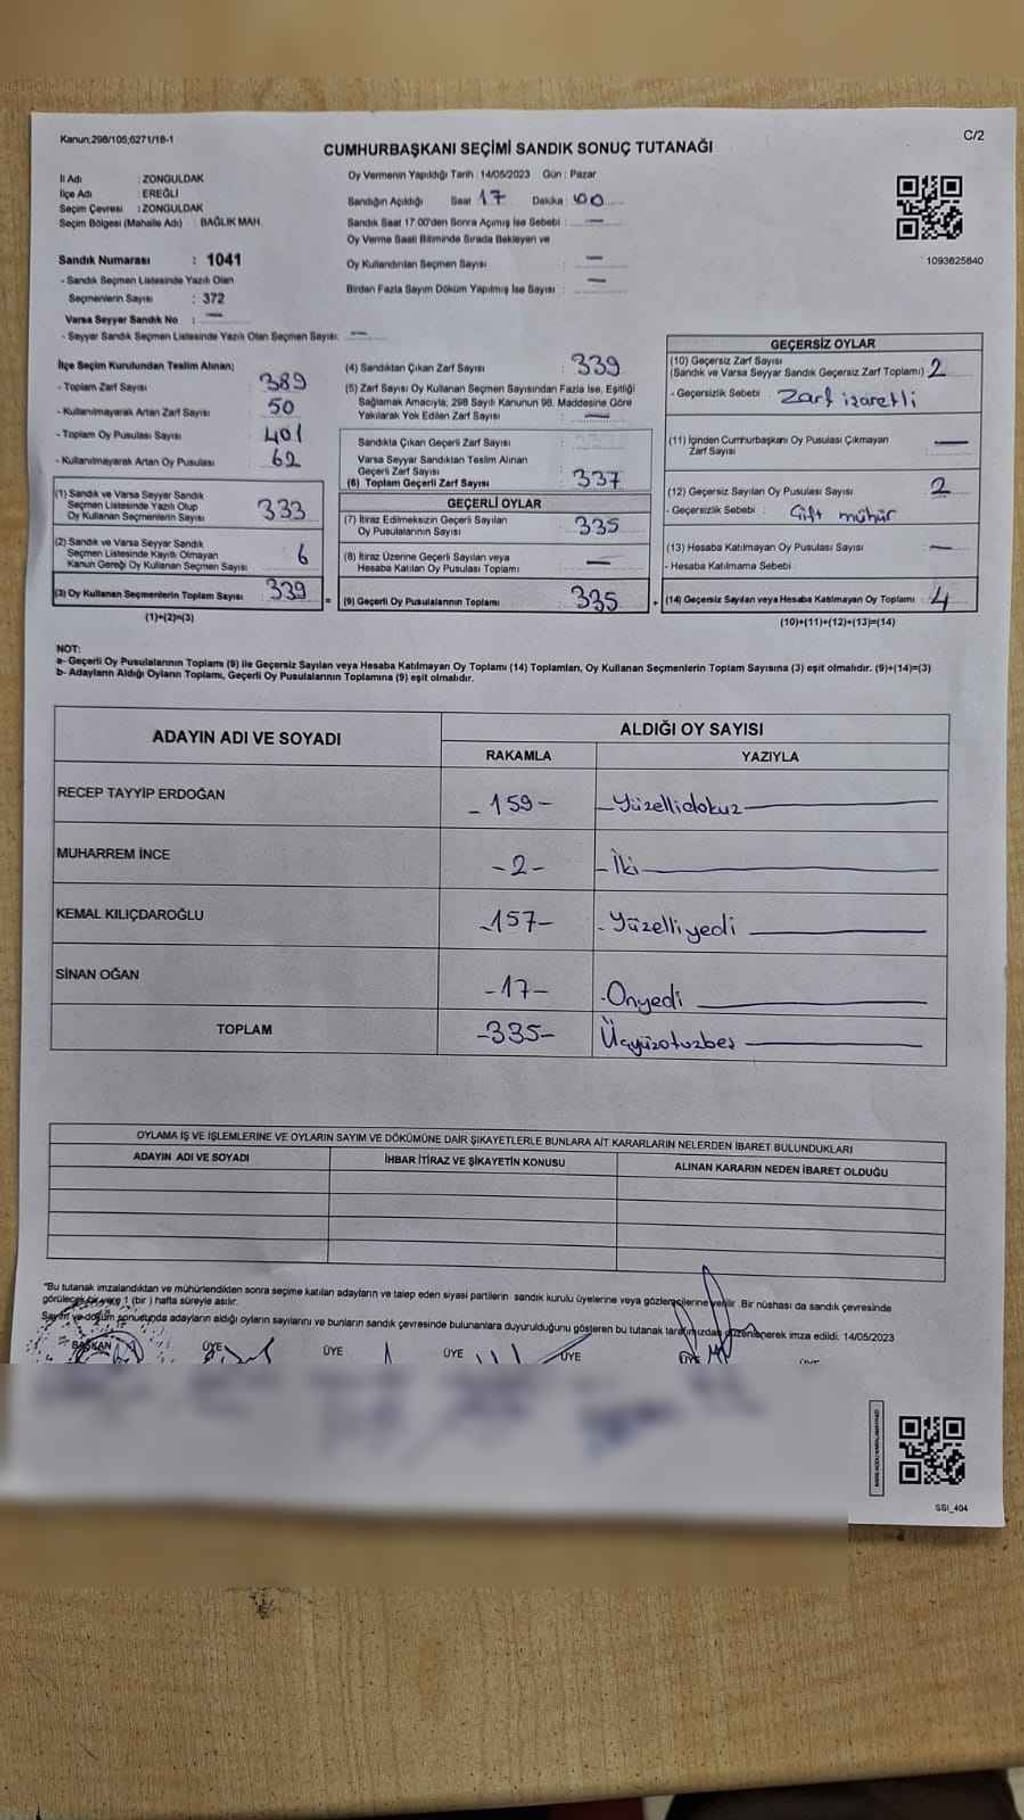 Kanun;298/105;6271/18-1
C/2
CUMHURBAŞKANI SEÇİMİ SANDIK SONUÇ TUTANAĞI
İl Adı : ZONGULDAK
İlçe Adı : EREĞLİ
Seçim Çevresi : ZONGULDAK
Seçim Bölgesi (Mahalle Adı) BAĞLIK MAH.
Oy Vermenin Yapıldığı Tarih : 14/05/2023 Gün : Pazar
Sandığın Açıldığı Saat 17 Dakika 00
Sandık Saat 17.00'den Sonra Açımış İse Sebebi : —
Oy Verme Saati Bitiminde Sırada Bekleyen ve
Oy Kullandırılan Seçmen Sayısı : —
Birden Fazla Sayım Döküm Yapılmış İse Sayısı : —
1093625840
Sandık Numarası : 1041
- Sandık Seçmen Listesinde Yazılı Olan
Seçmenlerin Sayısı : 372
Varsa Seyyar Sandık No : —
- Seyyar Sandık Seçmen Listesinde Yazılı Olan Seçmen Sayısı: —
İlçe Seçim Kurulundan Teslim Alınan;
- Toplam Zarf Sayısı 389
- Kullanılmayarak Artan Zarf Sayısı 50
- Toplam Oy Pusulası Sayısı 401
- Kullanılmayarak Artan Oy Pusulası 62
(1) Sandık ve Varsa Seyyar Sandık
Seçmen Listesinde Yazılı Olup
Oy Kullanan Seçmenlerin Sayısı 333
(2) Sandık ve Varsa Seyyar Sandık
Seçmen Listesinde Kayıtlı Olmayan
Kanun Gereği Oy Kullanan Seçmen Sayısı 6
(3) Oy Kullanan Seçmenlerin Toplam Sayısı 339
(1)+(2)=(3)
(4) Sandıktan Çıkan Zarf Sayısı : 339
(5) Zarf Sayısı Oy Kullanan Seçmen Sayısından Fazla İse, Eşitliği
Sağlamak Amacıyla; 298 Sayılı Kanunun 98. Maddesine Göre
Yakılarak Yok Edilen Zarf Sayısı : —
Sandıkta Çıkan Geçerli Zarf Sayısı
Varsa Seyyar Sandıktan Teslim Alınan
Geçerli Zarf Sayısı
(6) Toplam Geçerli Zarf Sayısı : 337
GEÇERLİ OYLAR
(7) İtiraz Edilmeksizin Geçerli Sayılan
Oy Pusulalarının Sayısı 335
(8) İtiraz Üzerine Geçerli Sayılan veya
Hesaba Katılan Oy Pusulası Toplamı —
= (9) Geçerli Oy Pusulalarının Toplamı 335
GEÇERSİZ OYLAR
(10) Geçersiz Zarf Sayısı
(Sandık ve Varsa Seyyar Sandık Geçersiz Zarf Toplamı) 2
- Geçersizlik Sebebi : Zarf işaretli
(11) İçinden Cumhurbaşkanı Oy Pusulası Çıkmayan
Zarf Sayısı —
(12) Geçersiz Sayılan Oy Pusulası Sayısı 2
- Geçersizlik Sebebi : Çift mühür
(13) Hesaba Katılmayan Oy Pusulası Sayısı —
- Hesaba Katılmama Sebebi
+ (14) Geçersiz Sayılan veya Hesaba Katılmayan Oy Toplamı : 4
(10)+(11)+(12)+(13)=(14)
NOT:
a- Geçerli Oy Pusulalarının Toplamı (9) ile Geçersiz Sayılan veya Hesaba Katılmayan Oy Toplamı (14) Toplamları, Oy Kullanan Seçmenlerin Toplam Sayısına (3) eşit olmalıdır. (9)+(14)=(3)
b- Adayların Aldığı Oyların Toplamı, Geçerli Oy Pusulalarının Toplamına (9) eşit olmalıdır.
ADAYIN ADI VE SOYADI
ALDIĞI OY SAYISI
RAKAMLA YAZIYLA
RECEP TAYYİP ERDOĞAN - 159 - - Yüzellidokuz
MUHARREM İNCE - 2 - - İki
KEMAL KILIÇDAROĞLU - 157 - - Yüzelliyedi
SİNAN OĞAN - 17 - - Onyedi
TOPLAM - 335 - Üçyüzotuzbeş
OYLAMA İŞ VE İŞLEMLERİNE VE OYLARIN SAYIM VE DÖKÜMÜNE DAİR ŞİKAYETLERLE BUNLARA AİT KARARLARIN NELERDEN İBARET BULUNDUKLARI
ADAYIN ADI VE SOYADI İHBAR İTİRAZ VE ŞİKAYETİN KONUSU ALINAN KARARIN NEDEN İBARET OLDUĞU
"Bu tutanak imzalandıktan ve mühürlendikten sonra seçime katılan adayların ve talep eden siyasi partilerin sandık kurulu üyelerine veya gözlemcilerine verilir. Bir nüshası da sandık çevresinde
görülecek bir yere 1 (bir ) hafta süreyle asılır.
Sayım ve döküm sonucunda adayların aldığı oyların sayılarını ve bunların sandık çevresinde bulunanlara duyurulduğunu gösteren bu tutanak tarafımızdan düzenlenerek imza edildi. 14/05/2023
BAŞKAN ÜYE ÜYE ÜYE ÜYE ÜYE
SSI_404